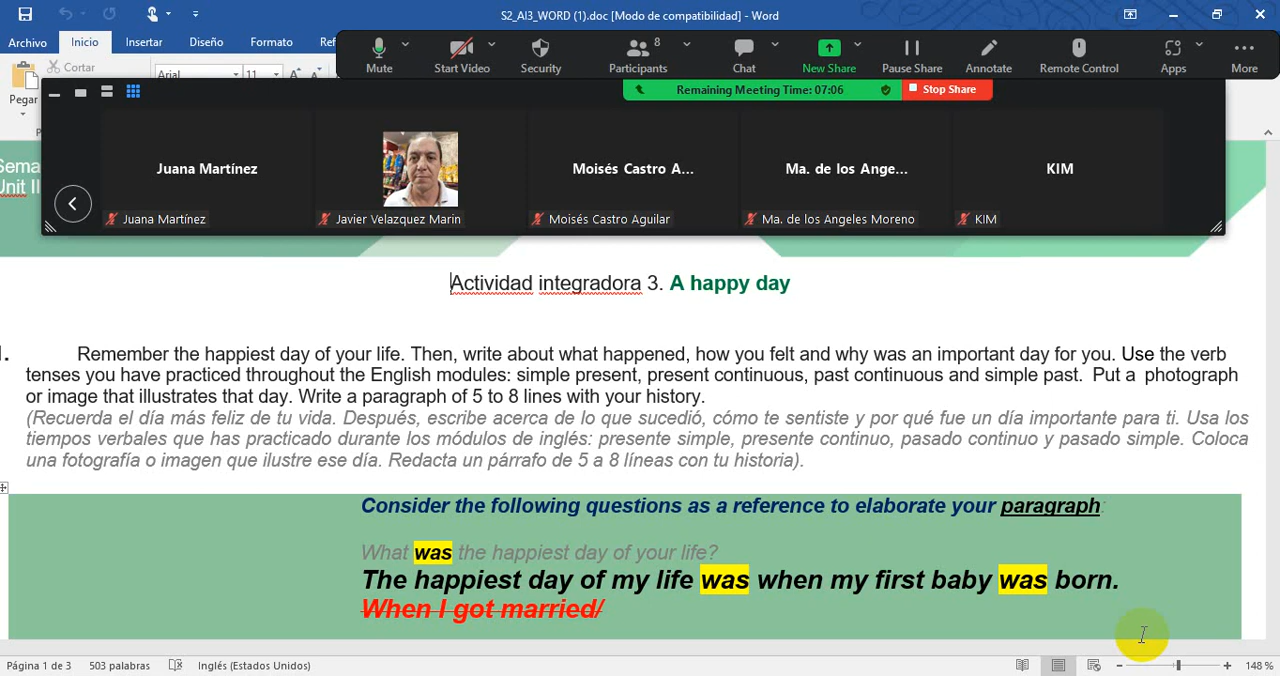 S2_AI3_WORD (1).doc [Modo de compatibilidad] - Word
Archivo Inicio Insertar Diseño Formato Ref
Cortar
Pegar
Arial 11
Mute Start Video Security Participants 8 Chat New Share Pause Share Annotate Remote Control Apps More
Remaining Meeting Time: 07:06 Stop Share
Juana Martínez Moisés Castro A... Ma. de los Ange... KIM
Juana Martínez Javier Velazquez Marin Moisés Castro Aguilar Ma. de los Angeles Moreno KIM
Sema
Unit II
Actividad integradora 3. A happy day
Remember the happiest day of your life. Then, write about what happened, how you felt and why was an important day for you. Use the verb
tenses you have practiced throughout the English modules: simple present, present continuous, past continuous and simple past. Put a photograph
or image that illustrates that day. Write a paragraph of 5 to 8 lines with your history.
(Recuerda el día más feliz de tu vida. Después, escribe acerca de lo que sucedió, cómo te sentiste y por qué fue un día importante para ti. Usa los
tiempos verbales que has practicado durante los módulos de inglés: presente simple, presente continuo, pasado continuo y pasado simple. Coloca
una fotografía o imagen que ilustre ese día. Redacta un párrafo de 5 a 8 líneas con tu historia).
Consider the following questions as a reference to elaborate your paragraph:
What was the happiest day of your life?
The happiest day of my life was when my first baby was born.
When I got married/
Página 1 de 3 503 palabras Inglés (Estados Unidos) 148 %